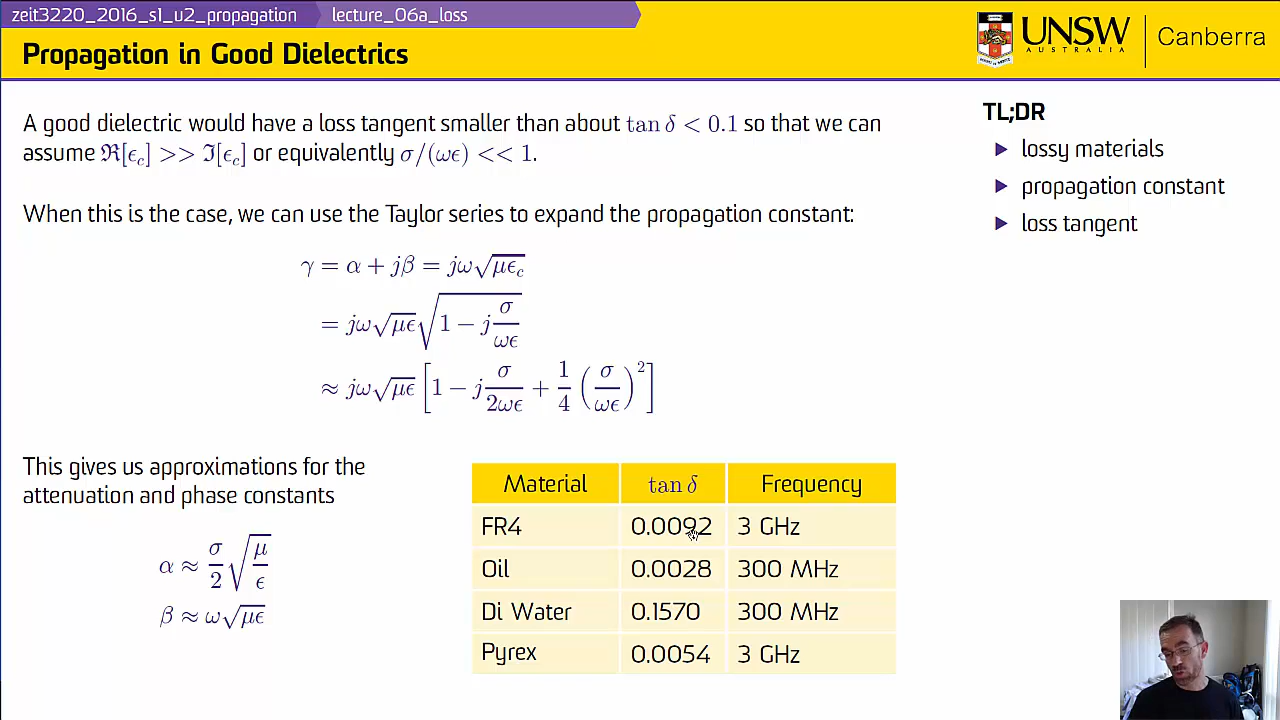 zeit3220_2016_s1_u2_propagation lecture_06a_loss
Propagation in Good Dielectrics
UNSW AUSTRALIA Canberra
A good dielectric would have a loss tangent smaller than about tan δ < 0.1 so that we can
assume ℜ[ϵ_c] >> ℑ[ϵ_c] or equivalently σ/(ωϵ) << 1.
When this is the case, we can use the Taylor series to expand the propagation constant:
γ = α + jβ = jω√(μϵ_c)
= jω√(μϵ)√(1 − j σ/(ωϵ))
≈ jω√(μϵ) [1 − j σ/(2ωϵ) + 1/4 (σ/(ωϵ))²]
This gives us approximations for the
attenuation and phase constants
α ≈ σ/2 √(μ/ϵ)
β ≈ ω√(μϵ)
Material tan δ Frequency
FR4 0.0092 3 GHz
Oil 0.0028 300 MHz
Di Water 0.1570 300 MHz
Pyrex 0.0054 3 GHz
TL;DR
lossy materials
propagation constant
loss tangent